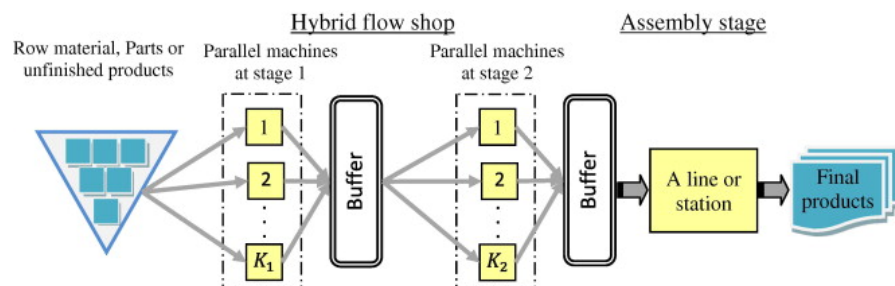 Hybrid flow shop
Assembly stage
Row material, Parts or
unfinished products
Parallel machines
at stage 1
1
2
K₁
Buffer
Parallel machines
at stage 2
1
2
K₂
Buffer
A line or
station
Final
products